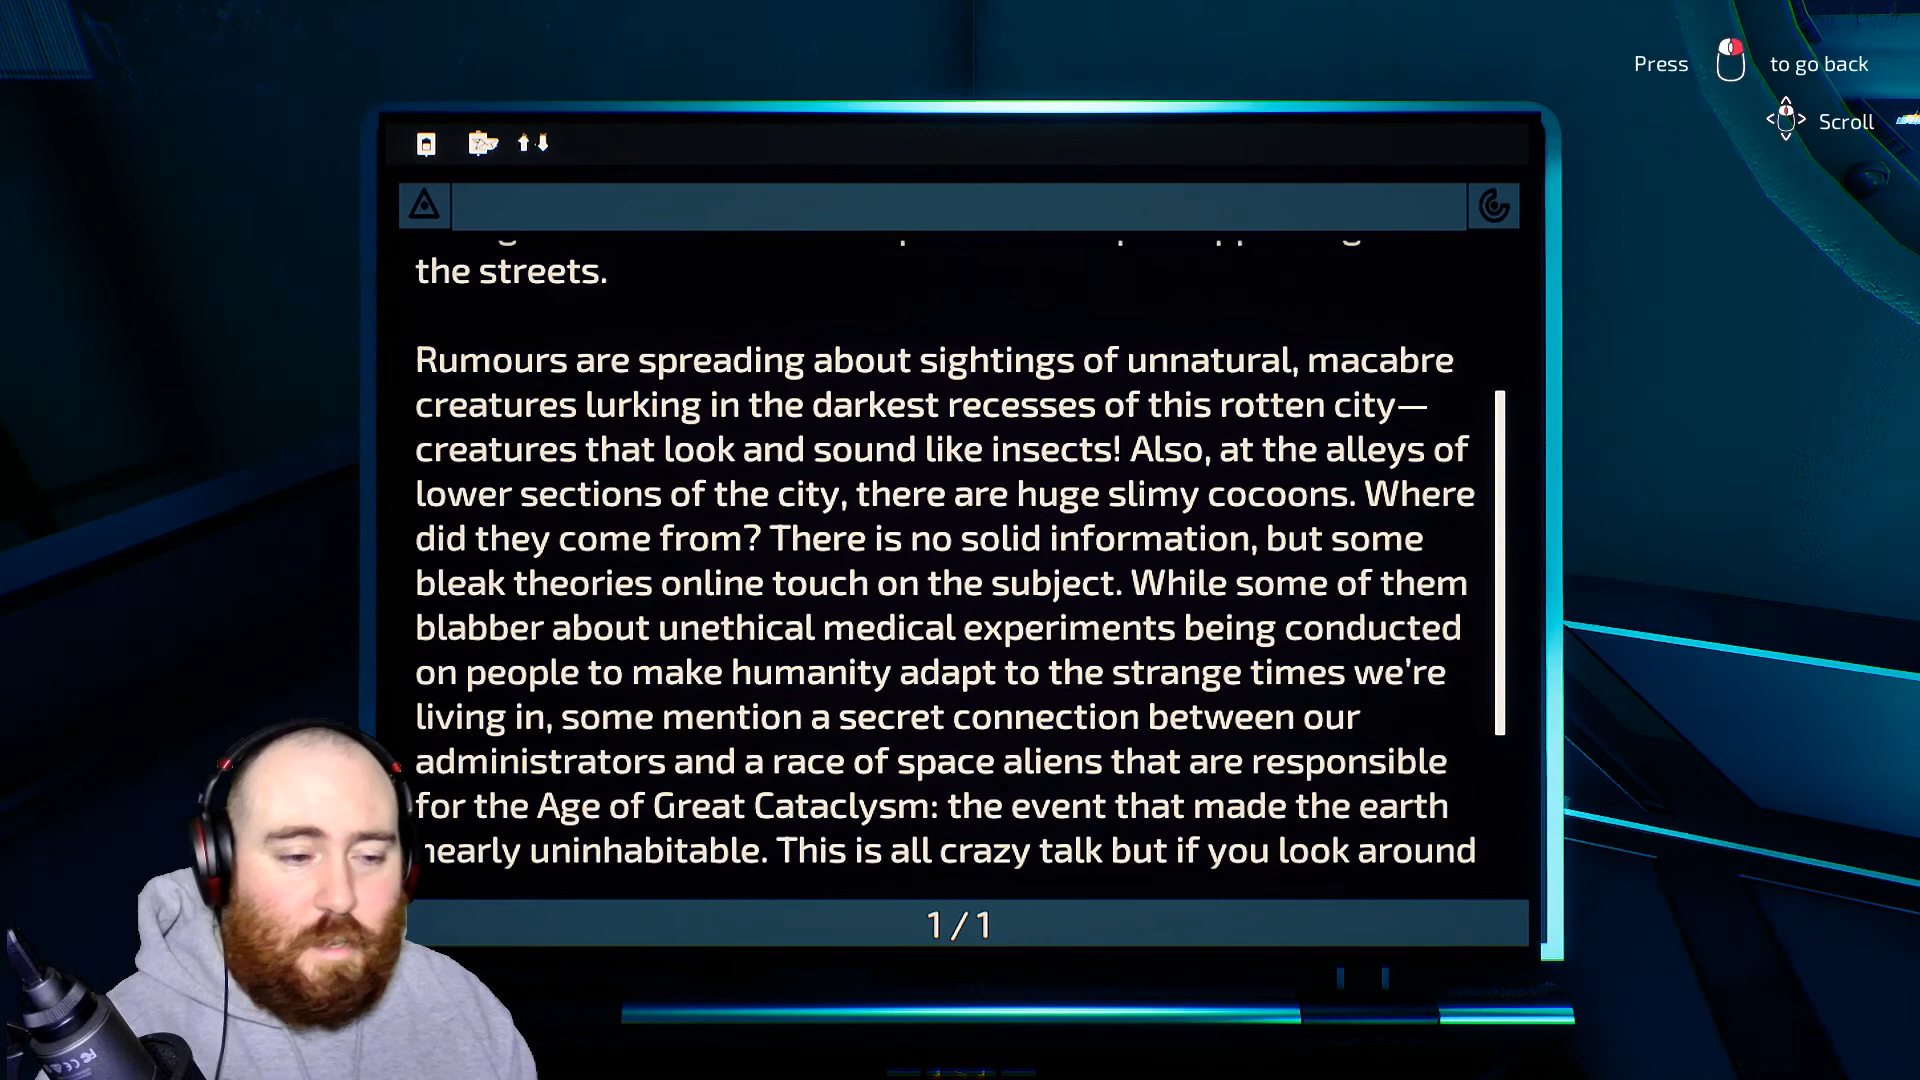 Press to go back
Scroll
the streets.
Rumours are spreading about sightings of unnatural, macabre
creatures lurking in the darkest recesses of this rotten city—
creatures that look and sound like insects! Also, at the alleys of
lower sections of the city, there are huge slimy cocoons. Where
did they come from? There is no solid information, but some
bleak theories online touch on the subject. While some of them
blabber about unethical medical experiments being conducted
on people to make humanity adapt to the strange times we're
living in, some mention a secret connection between our
administrators and a race of space aliens that are responsible
for the Age of Great Cataclysm: the event that made the earth
nearly uninhabitable. This is all crazy talk but if you look around
1/1